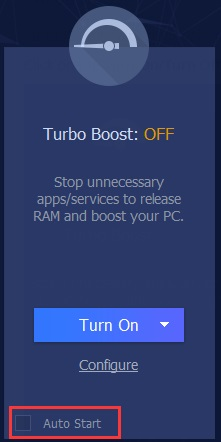 Turbo Boost: OFF
Stop unnecessary
apps/services to release
RAM and boost your PC.
Turn On
Configure
Auto Start